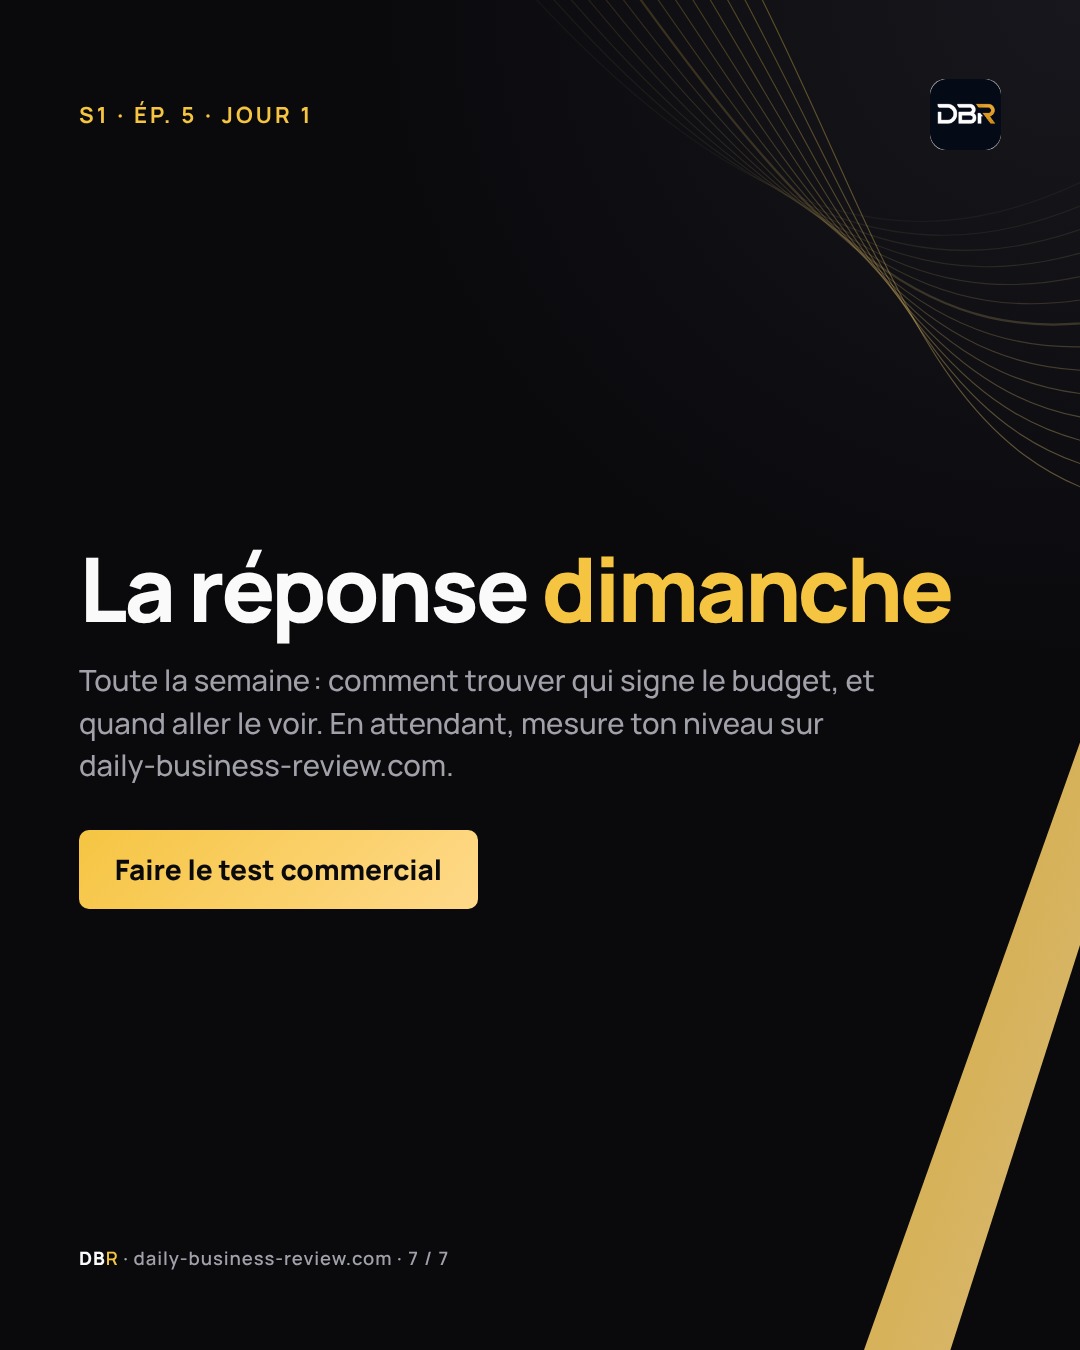 S1 · ÉP. 5 · JOUR 1
DBR
La réponse dimanche
Toute la semaine : comment trouver qui signe le budget, et
quand aller le voir. En attendant, mesure ton niveau sur
daily-business-review.com.
Faire le test commercial
DBR · daily-business-review.com · 7 / 7